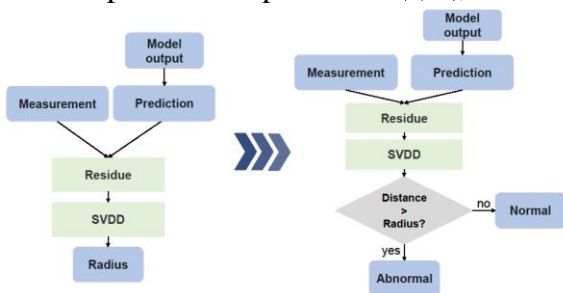 Model
output
Measurement
Prediction
Residue
SVDD
Radius
Model
output
Measurement
Prediction
Residue
SVDD
Distance
>
Radius?
no
Normal
yes
Abnormal